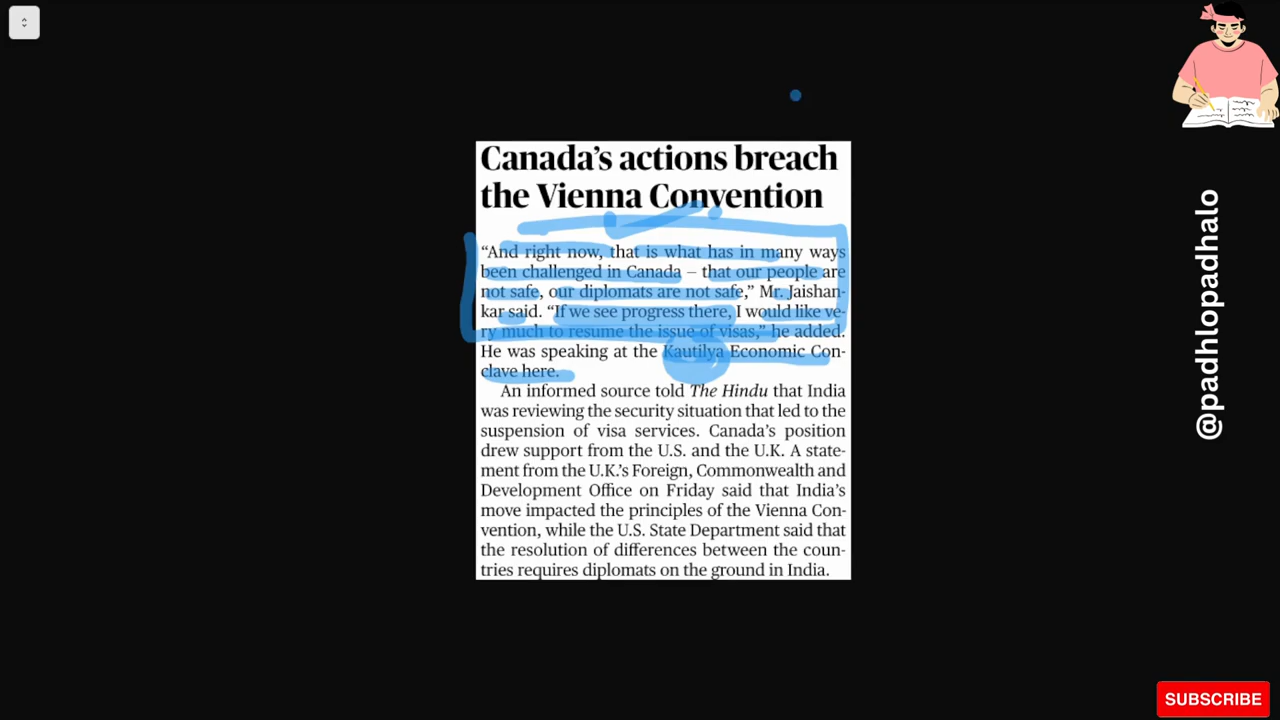 Canada’s actions breach
the Vienna Convention
“And right now, that is what has in many ways
been challenged in Canada – that our people are
not safe, our diplomats are not safe,” Mr. Jaishan-
kar said. “If we see progress there, I would like ve-
ry much to resume the issue of visas,” he added.
He was speaking at the Kautilya Economic Con-
clave here.
An informed source told The Hindu that India
was reviewing the security situation that led to the
suspension of visa services. Canada’s position
drew support from the U.S. and the U.K. A state-
ment from the U.K.’s Foreign, Commonwealth and
Development Office on Friday said that India’s
move impacted the principles of the Vienna Con-
vention, while the U.S. State Department said that
the resolution of differences between the coun-
tries requires diplomats on the ground in India.
@padhlopadhalo
SUBSCRIBE